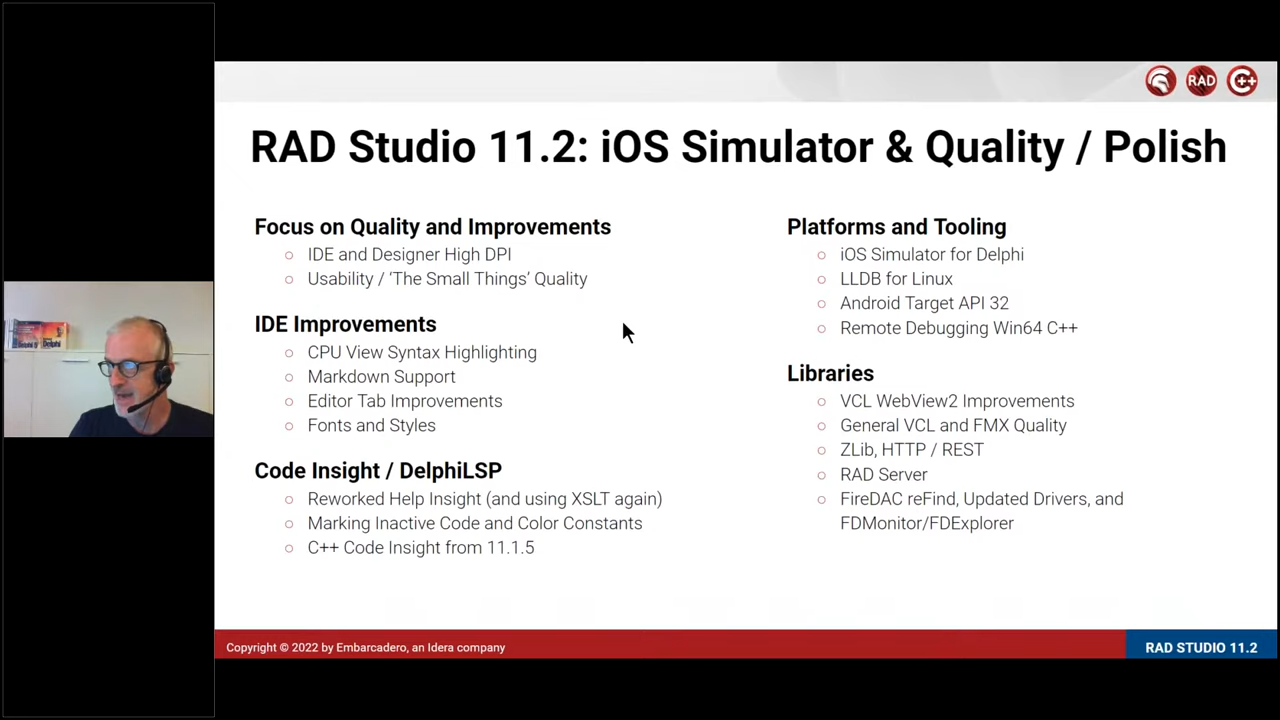 RAD
C++
RAD Studio 11.2: iOS Simulator & Quality / Polish
Focus on Quality and Improvements
IDE and Designer High DPI
Usability / ‘The Small Things’ Quality
IDE Improvements
CPU View Syntax Highlighting
Markdown Support
Editor Tab Improvements
Fonts and Styles
Code Insight / DelphiLSP
Reworked Help Insight (and using XSLT again)
Marking Inactive Code and Color Constants
C++ Code Insight from 11.1.5
Platforms and Tooling
iOS Simulator for Delphi
LLDB for Linux
Android Target API 32
Remote Debugging Win64 C++
Libraries
VCL WebView2 Improvements
General VCL and FMX Quality
ZLib, HTTP / REST
RAD Server
FireDAC reFind, Updated Drivers, and
FDMonitor/FDExplorer
Copyright © 2022 by Embarcadero, an Idera company
RAD STUDIO 11.2